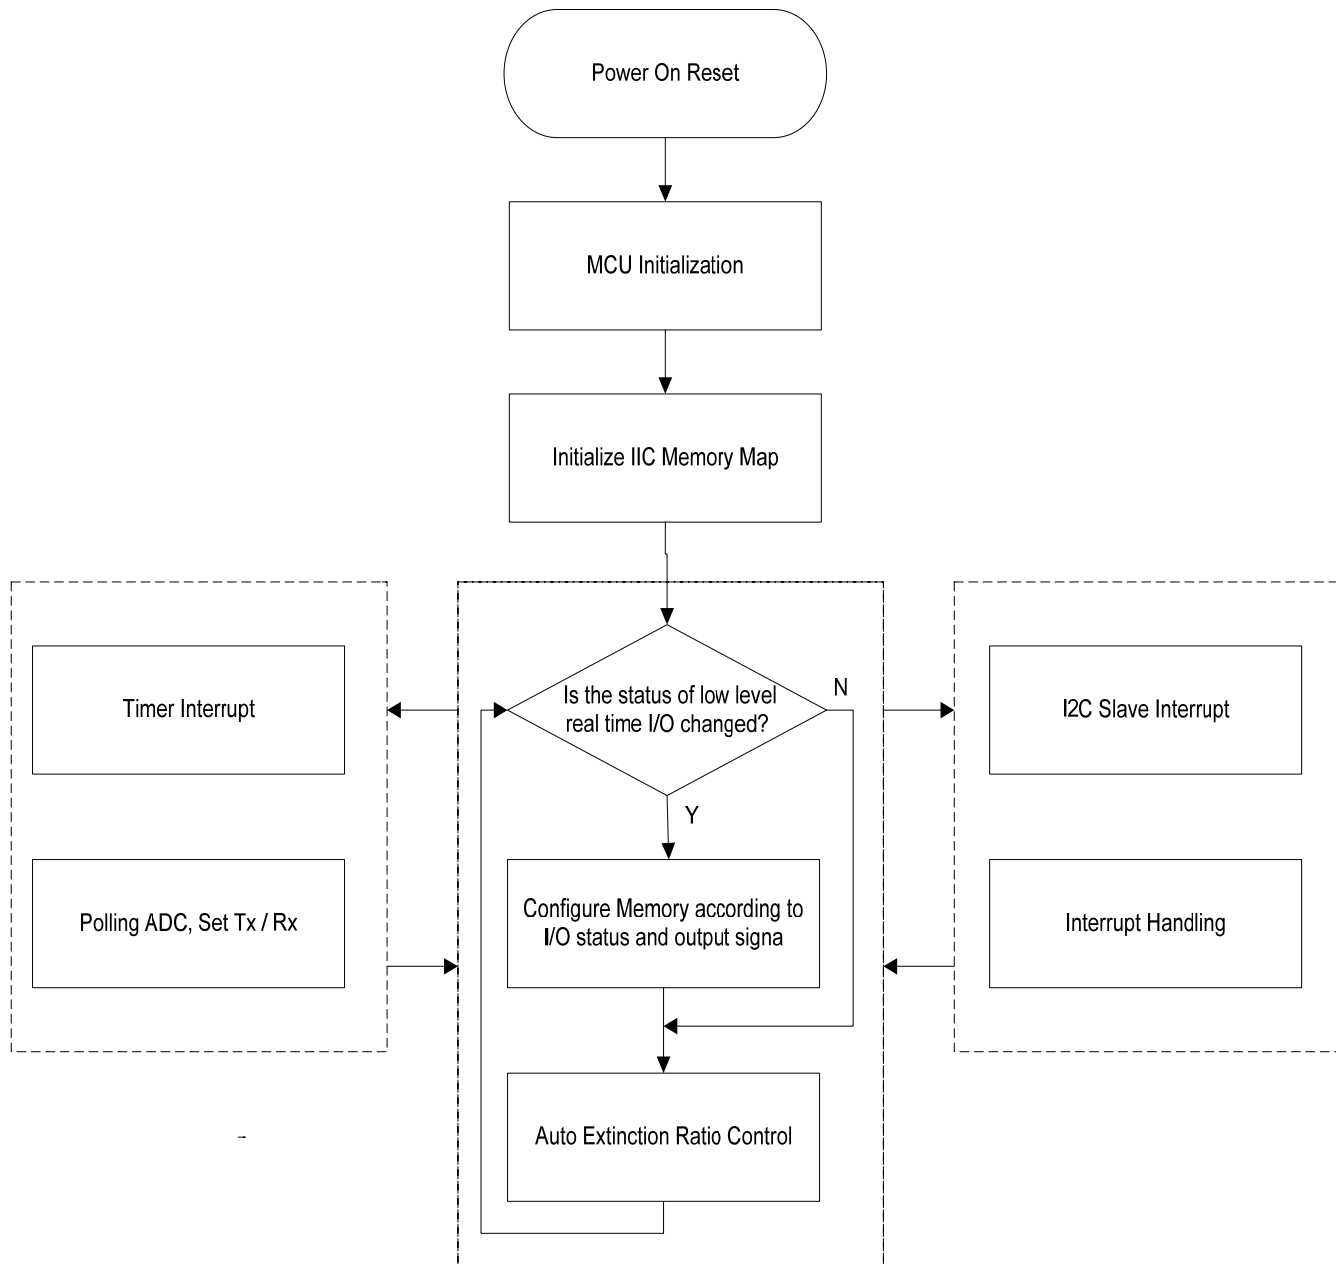 Power On Reset
MCU Initialization
Initialize IIC Memory Map
Is the status of low level
real time I/O changed?
N
Y
Timer Interrupt
Polling ADC, Set Tx / Rx
I2C Slave Interrupt
Interrupt Handling
Configure Memory according to
I/O status and output signa
Auto Extinction Ratio Control